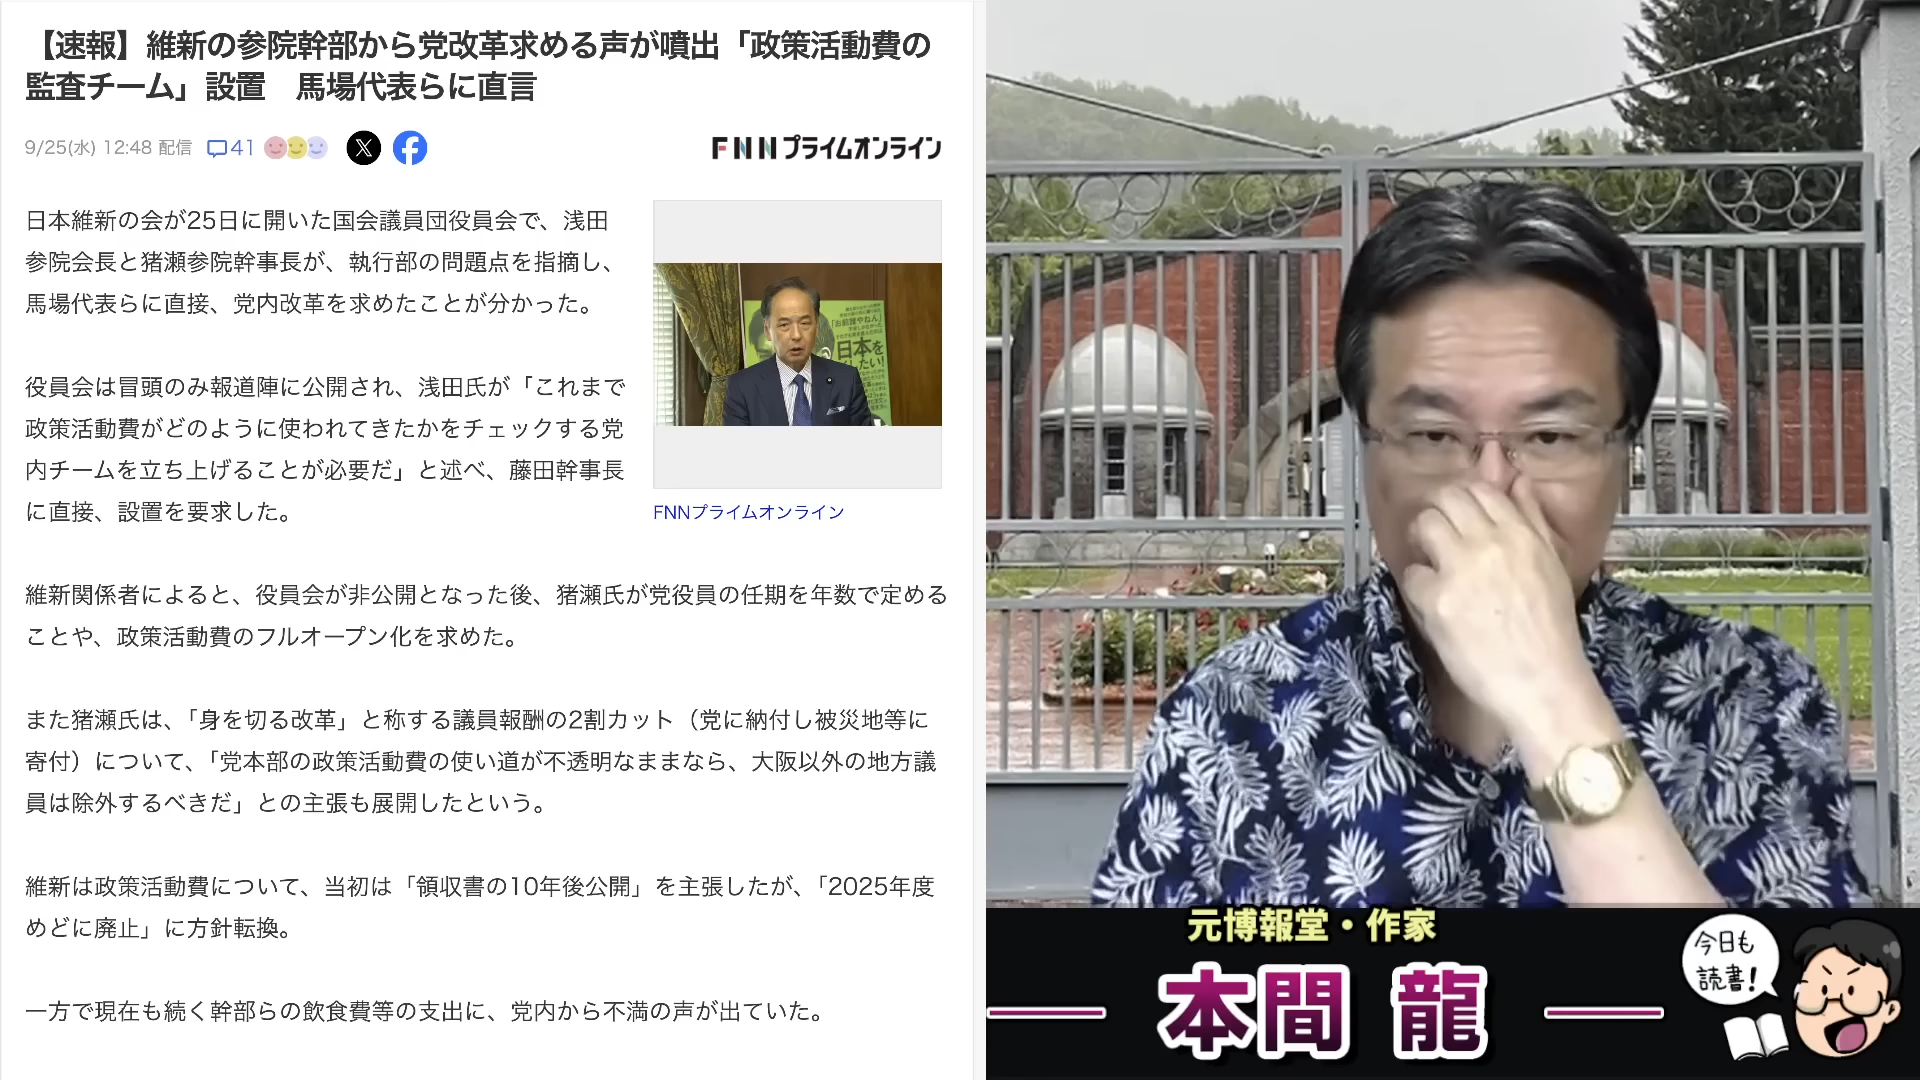 【速報】維新の参院幹部から党改革求める声が噴出「政策活動費の
監査チーム」設置　馬場代表らに直言
9/25(水) 12:48 配信 41
FNNプライムオンライン
日本維新の会が25日に開いた国会議員団役員会で、浅田
参院会長と猪瀬参院幹事長が、執行部の問題点を指摘し、
馬場代表らに直接、党内改革を求めたことが分かった。
役員会は冒頭のみ報道陣に公開され、浅田氏が「これまで
政策活動費がどのように使われてきたかをチェックする党
内チームを立ち上げることが必要だ」と述べ、藤田幹事長
に直接、設置を要求した。
日本を
たい!
FNNプライムオンライン
維新関係者によると、役員会が非公開となった後、猪瀬氏が党役員の任期を年数で定める
ことや、政策活動費のフルオープン化を求めた。
また猪瀬氏は、「身を切る改革」と称する議員報酬の2割カット（党に納付し被災地等に
寄付）について、「党本部の政策活動費の使い道が不透明なままなら、大阪以外の地方議
員は除外するべきだ」との主張も展開したという。
維新は政策活動費について、当初は「領収書の10年後公開」を主張したが、「2025年度
めどに廃止」に方針転換。
一方で現在も続く幹部らの飲食費等の支出に、党内から不満の声が出ていた。
元博報堂・作家
本間 龍
今日も
読書!